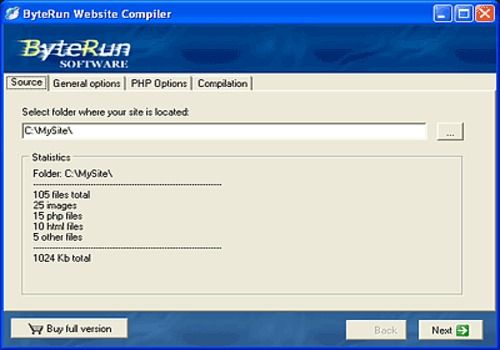 ByteRun Website Compiler
ByteRun
SOFTWARE
Source General options PHP Options Compilation
Select folder where your site is located:
C:\MySite\
...
Statistics
Folder: C:\MySite\
105 files total
25 images
15 php files
10 html files
5 other files
1024 Kb total
Buy full version
Back
Next